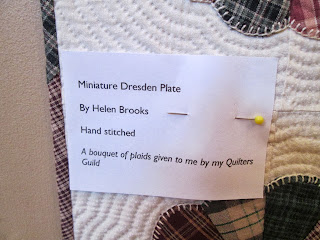 Miniature Dresden Plate
By Helen Brooks
Hand stitched
A bouquet of plaids given to me by my Quilters
Guild